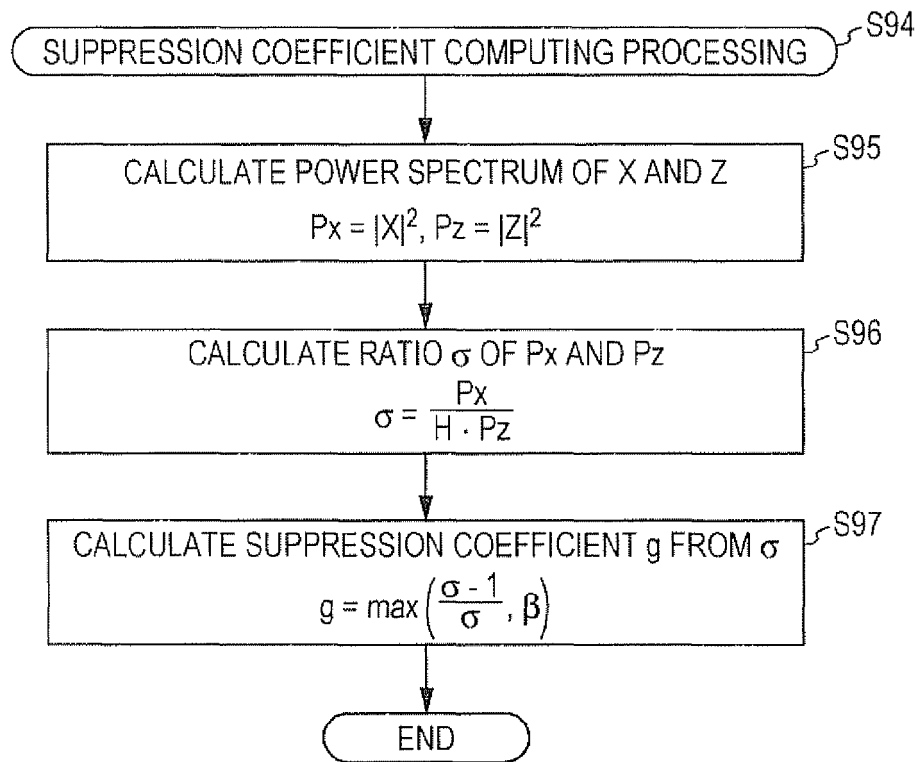 SUPPRESSION COEFFICIENT COMPUTING PROCESSING
S94
S95
CALCULATE POWER SPECTRUM OF X AND Z
Px = |X|², Pz = |Z|²
S96
CALCULATE RATIO σ OF Px AND Pz
σ = Px / H · Pz
S97
CALCULATE SUPPRESSION COEFFICIENT g FROM σ
g = max(σ - 1 / σ, β)
END